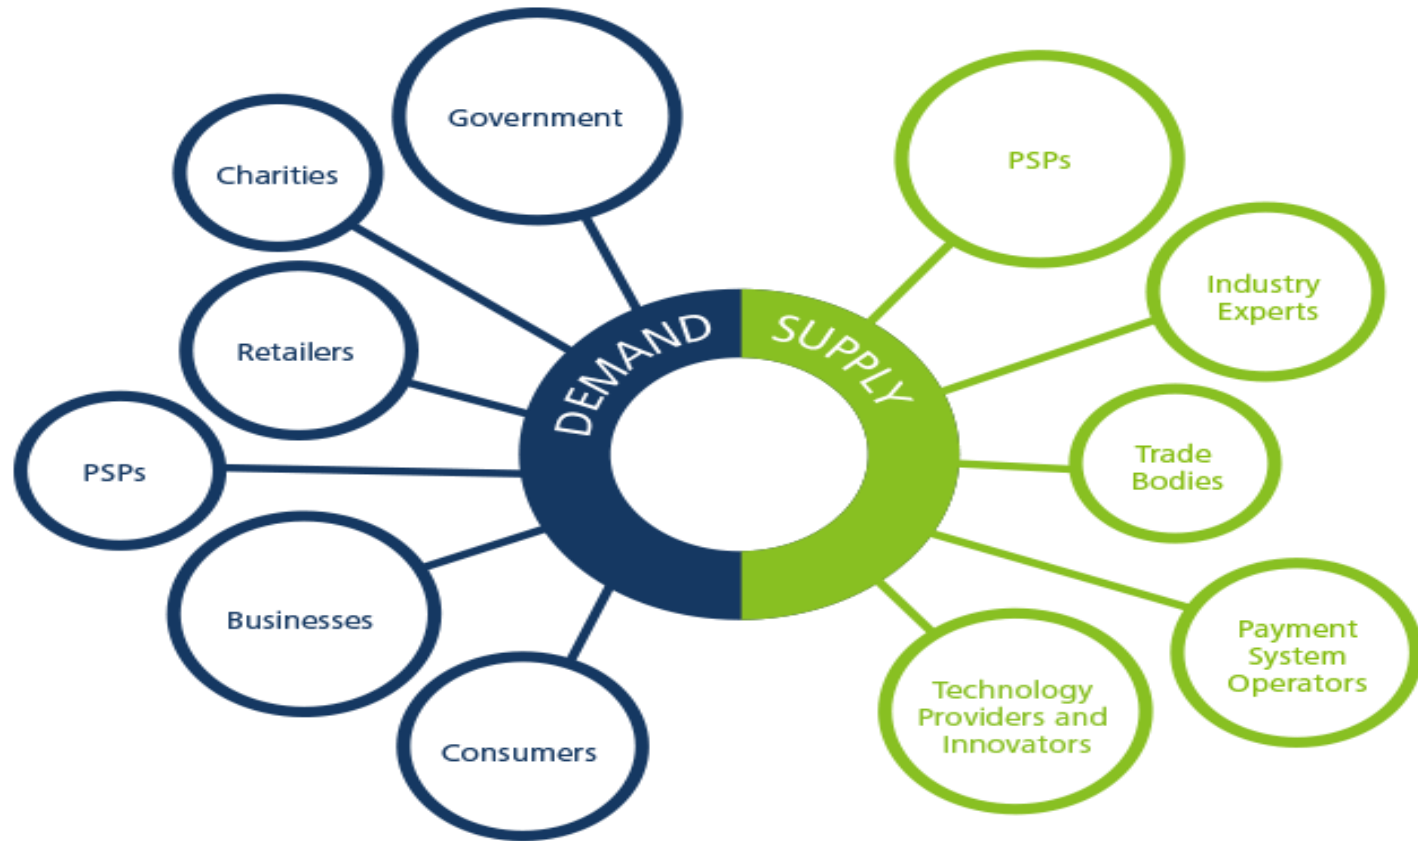 Government
Charities
Retailers
PSPs
Businesses
Consumers
DEMAND
SUPPLY
PSPs
Industry
Experts
Trade
Bodies
Payment
System
Operators
Technology
Providers and
Innovators